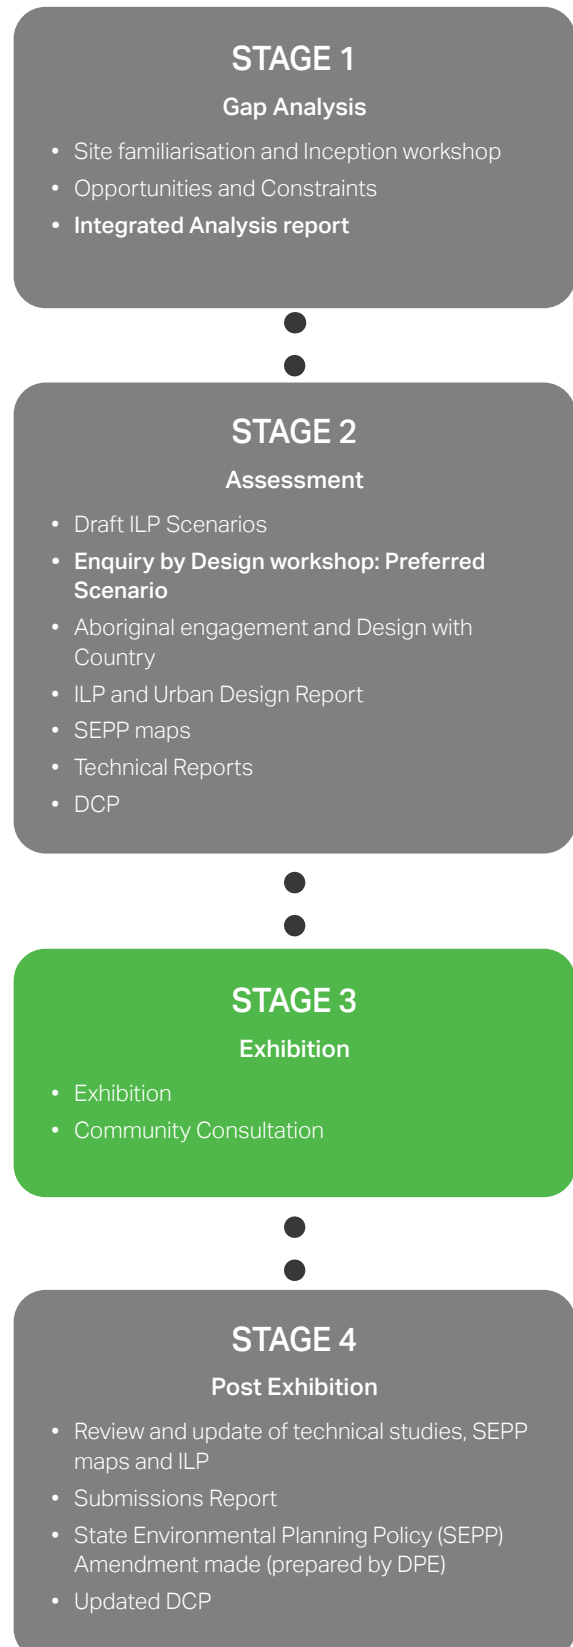 STAGE 1
Gap Analysis
• Site familiarisation and Inception workshop
• Opportunities and Constraints
• Integrated Analysis report
STAGE 2
Assessment
• Draft ILP Scenarios
• Enquiry by Design workshop: Preferred
Scenario
• Aboriginal engagement and Design with
Country
• ILP and Urban Design Report
• SEPP maps
• Technical Reports
• DCP
STAGE 3
Exhibition
• Exhibition
• Community Consultation
STAGE 4
Post Exhibition
• Review and update of technical studies, SEPP
maps and ILP
• Submissions Report
• State Environmental Planning Policy (SEPP)
Amendment made (prepared by DPE)
• Updated DCP